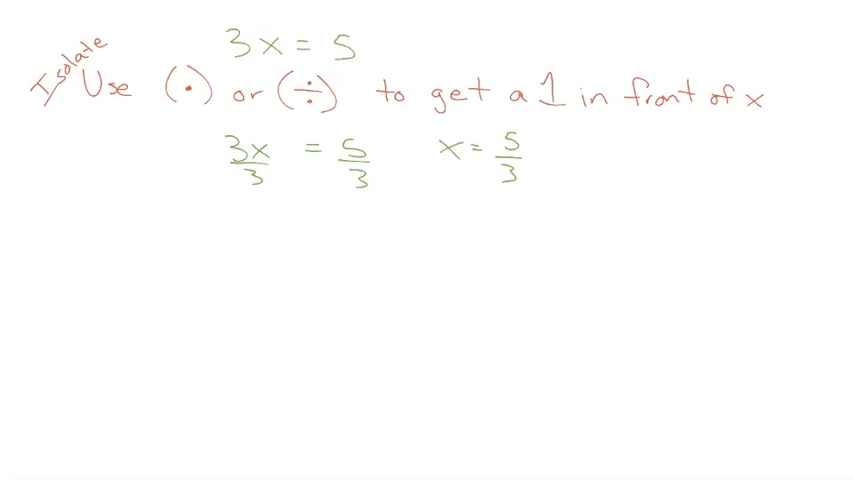 3x = 5
Isolate
Use (·) or (÷) to get a 1 in front of x
3x/3 = 5/3 x = 5/3